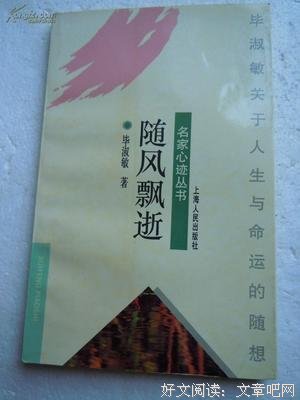 毕淑敏关于人生与命运的随想
名家心迹丛书
上海人民出版社
随风飘逝
毕淑敏 著
SUIFENG PIAOSHI
好文阅读:文章吧网